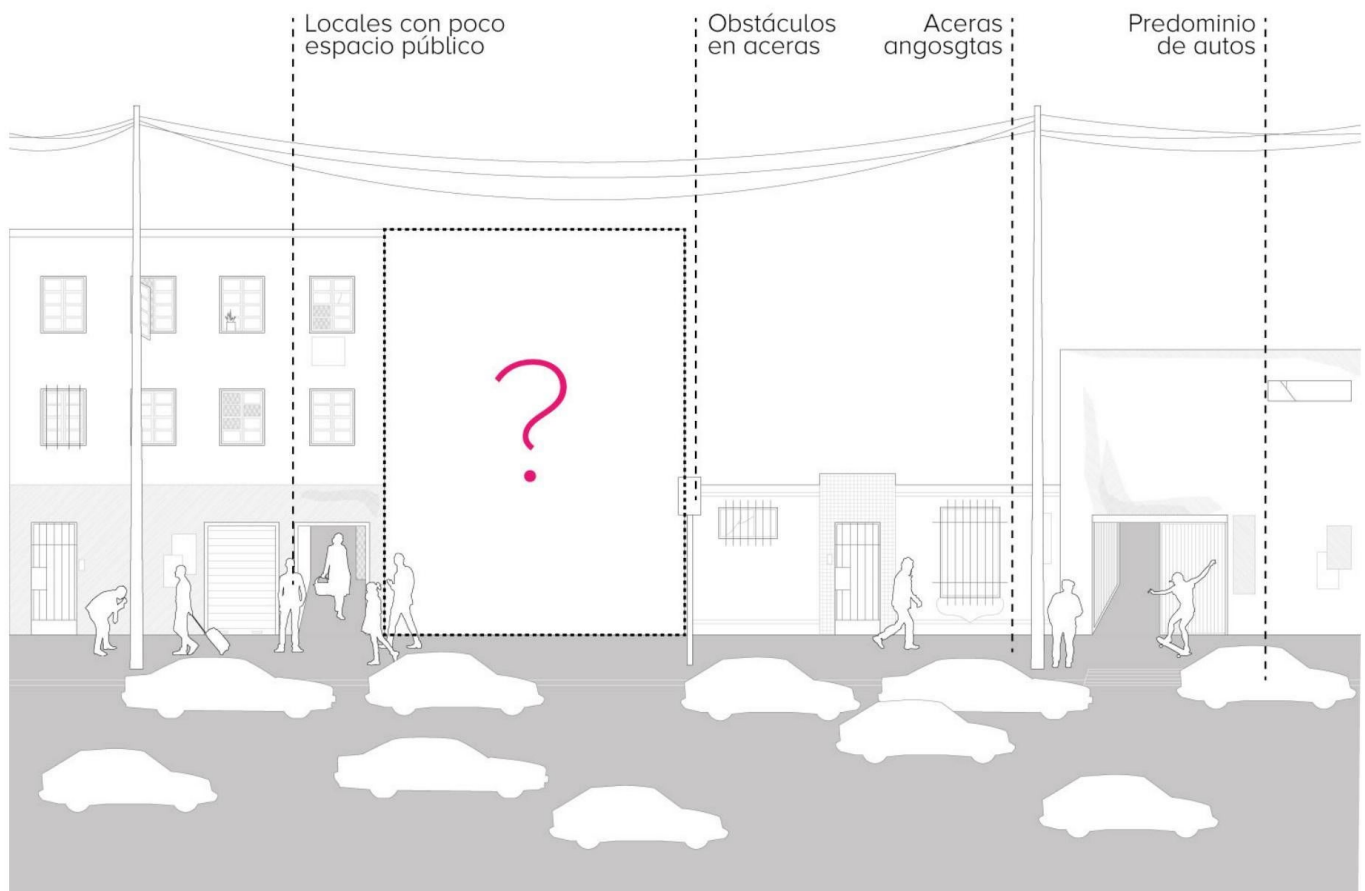 Locales con poco
espacio público
Obstáculos
en aceras
Aceras
angosgtas
Predominio
de autos
?